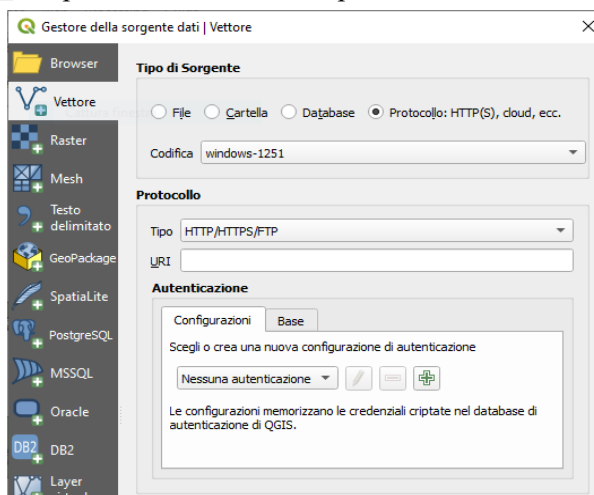 Gestore della sorgente dati | Vettore
Browser
Vettore
Raster
Mesh
Testo
delimitato
GeoPackage
SpatiaLite
PostgreSQL
MSSQL
Oracle
DB2
DB2
Layer
Tipo di Sorgente
File Cartella Database Protocollo: HTTP(S), cloud, ecc.
Codifica windows-1251
Protocollo
Tipo HTTP/HTTPS/FTP
URI
Autenticazione
Configurazioni Base
Scegli o crea una nuova configurazione di autenticazione
Nessuna autenticazione
Le configurazioni memorizzano le credenziali criptate nel database di
autenticazione di QGIS.